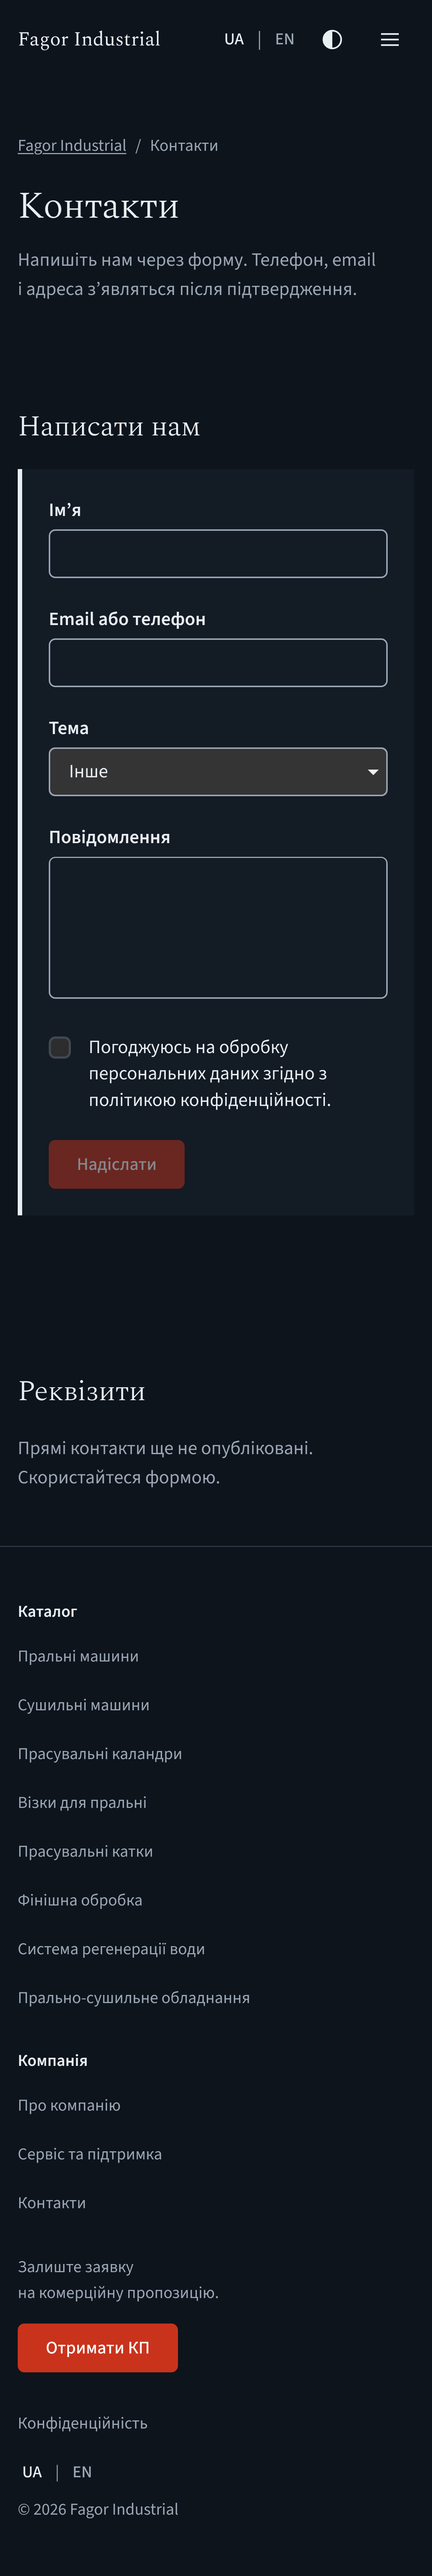 Fagor Industrial
UA | EN
Fagor Industrial / Контакти
Контакти
Напишіть нам через форму. Телефон, email
і адреса з’являться після підтвердження.
Написати нам
Ім’я
Email або телефон
Тема
Інше
Повідомлення
Погоджуюсь на обробку
персональних даних згідно з
політикою конфіденційності.
Надіслати
Реквізити
Прямі контакти ще не опубліковані.
Скористайтеся формою.
Каталог
Пральні машини
Сушильні машини
Прасувальні каландри
Візки для пральні
Прасувальні катки
Фінішна обробка
Система регенерації води
Прально-сушильне обладнання
Компанія
Про компанію
Сервіс та підтримка
Контакти
Залиште заявку
на комерційну пропозицію.
Отримати КП
Конфіденційність
UA | EN
© 2026 Fagor Industrial